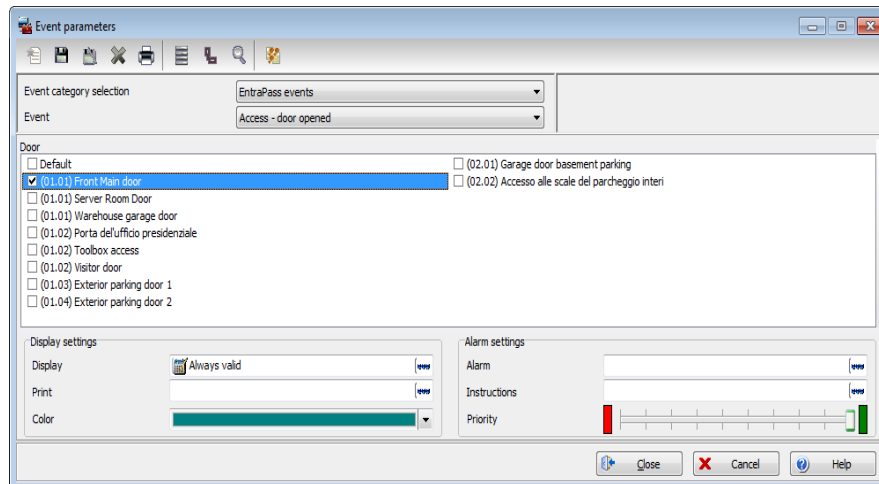 Event parameters
Event category selection
EntraPass events
Event
Access - door opened
Door
Default
(01.01) Front Main door
(01.01) Server Room Door
(01.01) Warehouse garage door
(01.02) Porta del'ufficio presidenziale
(01.02) Toolbox access
(01.02) Visitor door
(01.03) Exterior parking door 1
(01.04) Exterior parking door 2
(02.01) Garage door basement parking
(02.02) Accesso alle scale del parcheggio interi
Display settings
Display
Always valid
Print
Color
Alarm settings
Alarm
Instructions
Priority
Close
Cancel
Help